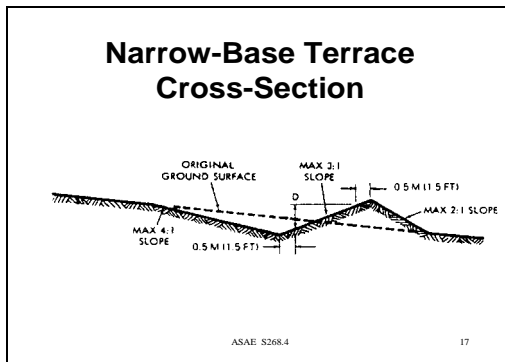 Narrow-Base Terrace
Cross-Section
ORIGINAL
GROUND SURFACE
MAX 3:1
SLOPE
0.5 M (1.5 FT)
D
MAX 2:1 SLOPE
MAX 4:1
SLOPE
0.5 M (1.5 FT)
ASAE S268.4
17